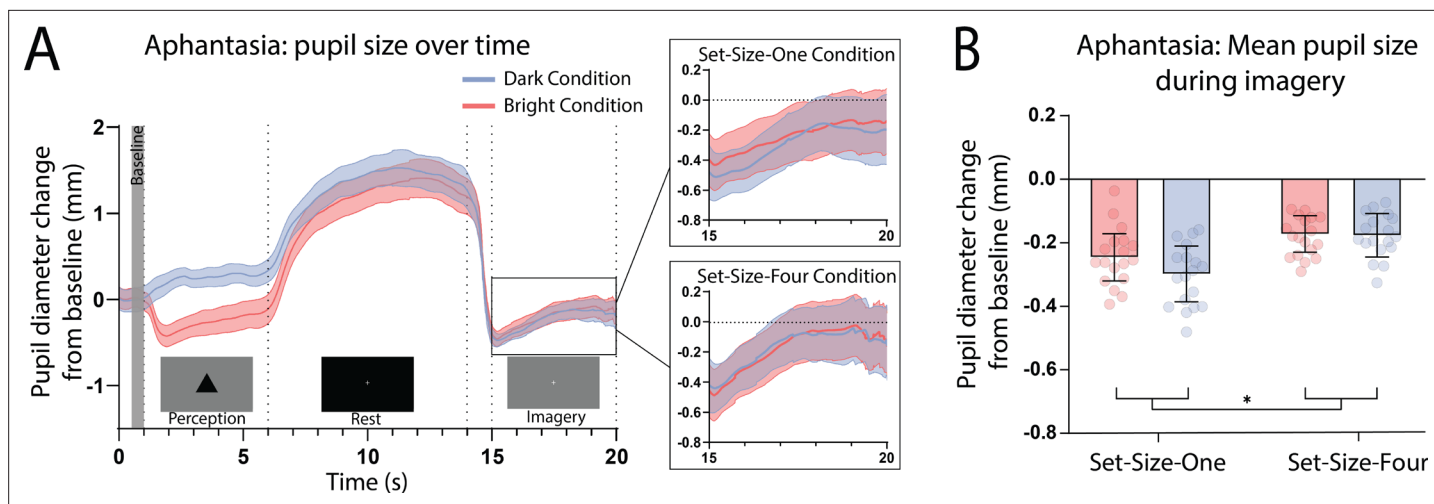 A
Aphantasia: pupil size over time
Dark Condition
Bright Condition
Pupil diameter change
from baseline (mm)
2
1
0
-1
Baseline
Perception
Rest
Imagery
0
5
10
15
20
Time (s)
Set-Size-One Condition
0.2
0.0
-0.2
-0.4
-0.6
-0.8
15
20
Set-Size-Four Condition
0.2
0.0
-0.2
-0.4
-0.6
-0.8
15
20
B
Aphantasia: Mean pupil size
during imagery
Pupil diameter change
from baseline (mm)
0.0
-0.2
-0.4
-0.6
-0.8
*
Set-Size-One
Set-Size-Four